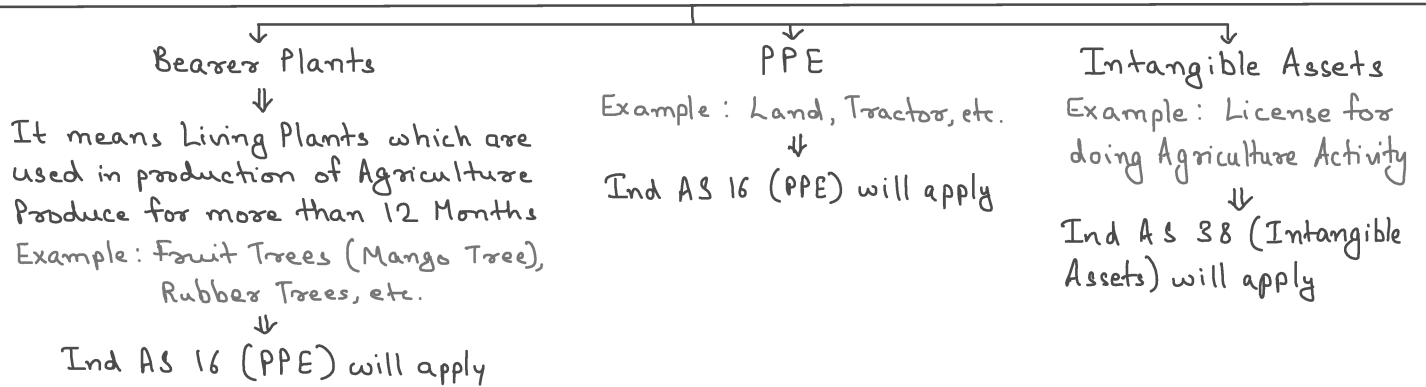 Bearer Plants
⇓
It means Living Plants which are
used in production of Agriculture
Produce for more than 12 Months
Example: Fruit Trees (Mango Tree),
Rubber Trees, etc.
⇓
Ind AS 16 (PPE) will apply
PPE
Example: Land, Tractor, etc.
⇓
Ind AS 16 (PPE) will apply
Intangible Assets
Example: License for
doing Agriculture Activity
⇓
Ind AS 38 (Intangible
Assets) will apply